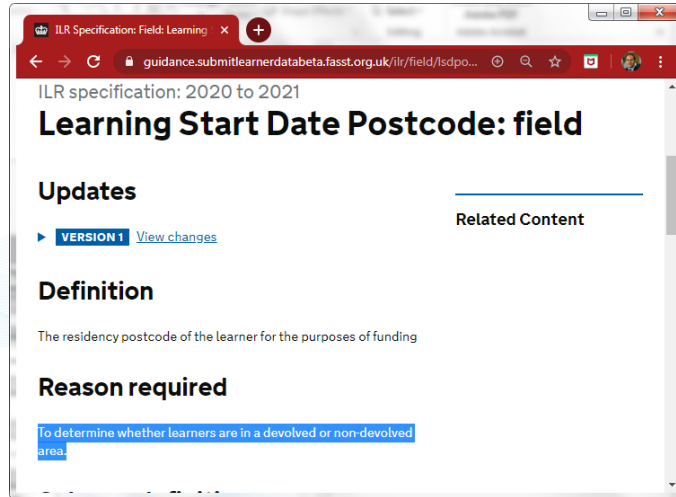 ILR Specification: Field: Learning
guidance.submitlearnerdatabeta.fasst.org.uk/ilr/field/lsdpo...
ILR specification: 2020 to 2021
Learning Start Date Postcode: field
Updates
VERSION 1 View changes
Related Content
Definition
The residency postcode of the learner for the purposes of funding
Reason required
To determine whether learners are in a devolved or non-devolved
area.